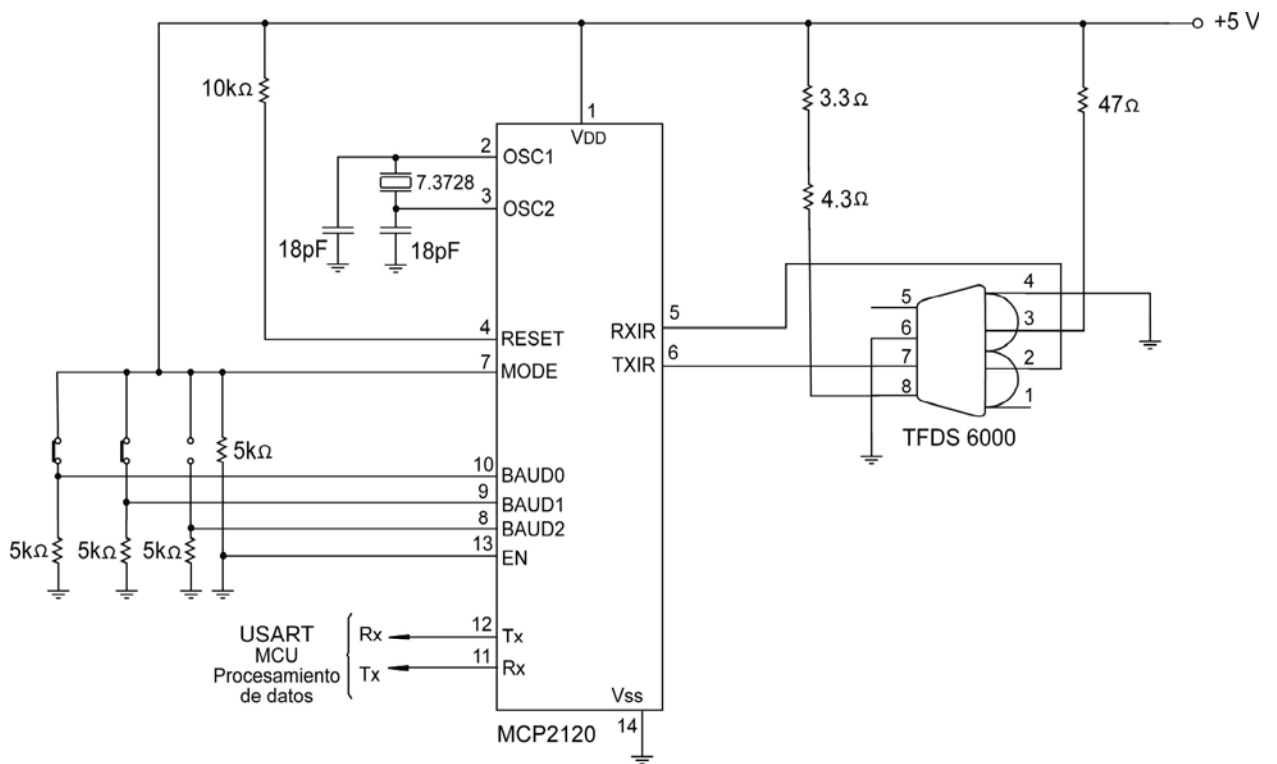 +5 V
10kΩ
3.3Ω
47Ω
1
VDD
2
OSC1
7.3728
3
OSC2
4.3Ω
18pF
18pF
4
RESET
7
MODE
5
RXIR
6
TXIR
5
6
7
8
4
3
2
1
TFDS 6000
5kΩ
10
BAUD0
9
BAUD1
8
BAUD2
13
EN
5kΩ
5kΩ
5kΩ
USART
MCU
Procesamiento
de datos
Rx
Tx
12
Tx
11
Rx
Vss
14
MCP2120